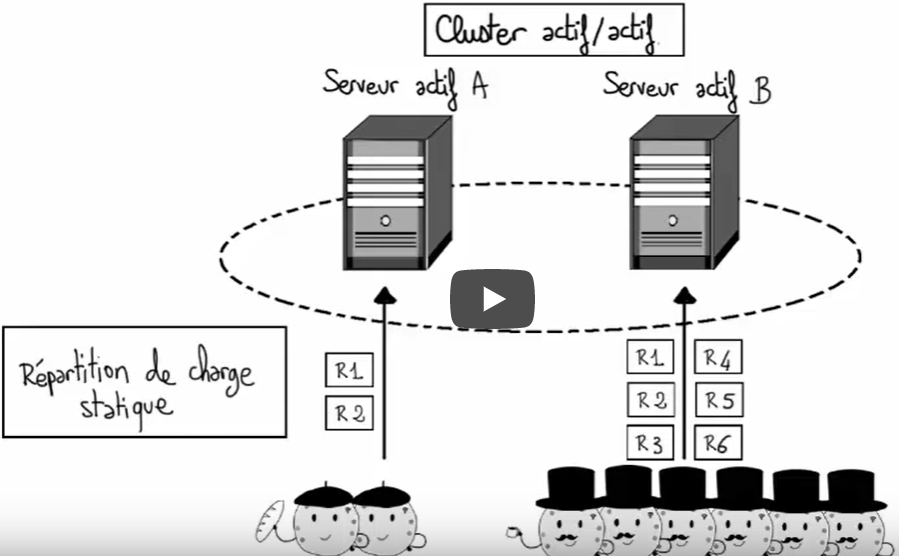 Cluster actif/actif.
Serveur actif A
Serveur actif B
Répartition de charge
statique
R1
R2
R1
R4
R2
R5
R3
R6